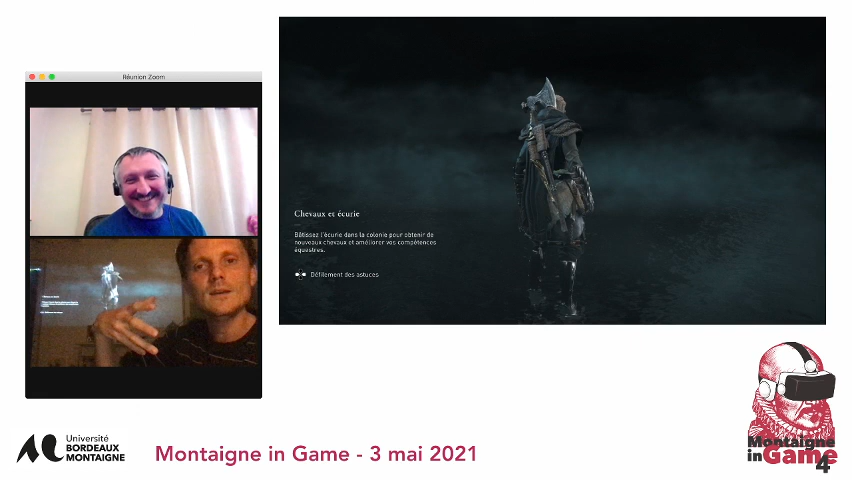 Réunion Zoom
Chevaux et écurie
Bâtissez l'écurie dans la colonie pour obtenir de
nouveaux chevaux et améliorer vos compétences
équestres.
Défilement des astuces
Université
BORDEAUX
MONTAIGNE
Montaigne in Game - 3 mai 2021
Montaigne
in Game
4